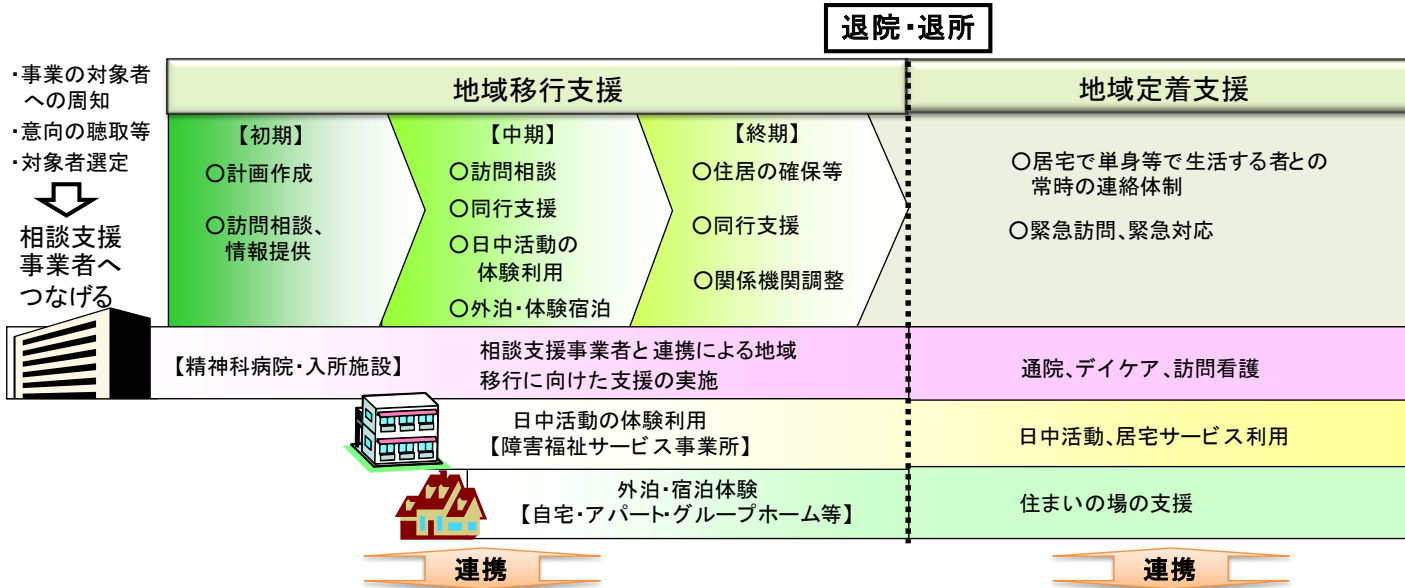 退院・退所
・事業の対象者
への周知
・意向の聴取等
・対象者選定
相談支援
事業者へ
つなげる
地域移行支援
地域定着支援
【初期】
○計画作成
○訪問相談、
情報提供
【中期】
○訪問相談
○同行支援
○日中活動の
体験利用
○外泊・体験宿泊
【終期】
○住居の確保等
○同行支援
○関係機関調整
○居宅で単身等で生活する者との
常時の連絡体制
○緊急訪問、緊急対応
【精神科病院・入所施設】
相談支援事業者と連携による地域
移行に向けた支援の実施
通院、デイケア、訪問看護
日中活動の体験利用
【障害福祉サービス事業所】
日中活動、居宅サービス利用
外泊・宿泊体験
【自宅・アパート・グループホーム等】
住まいの場の支援
連携
連携